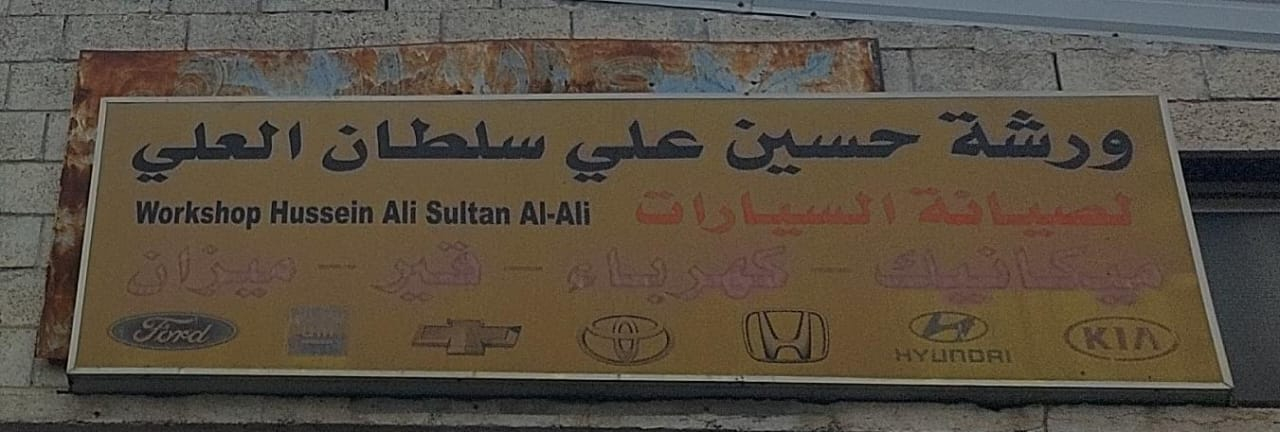 ورشة حسين علي سلطان العلي
لصيانة السيارات
Workshop Hussein Ali Sultan Al-Ali
ميكانيك - كهرباء - قير - ميزان
Ford
HYUNDAI
KIA